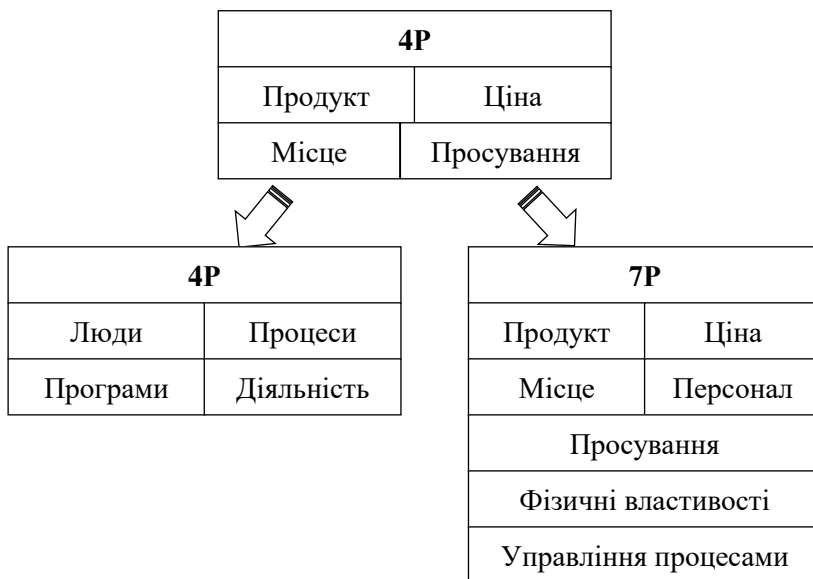 4P
Продукт Ціна
Місце Просування
4P
Люди Процеси
Програми Діяльність
7P
Продукт Ціна
Місце Персонал
Просування
Фізичні властивості
Управління процесами